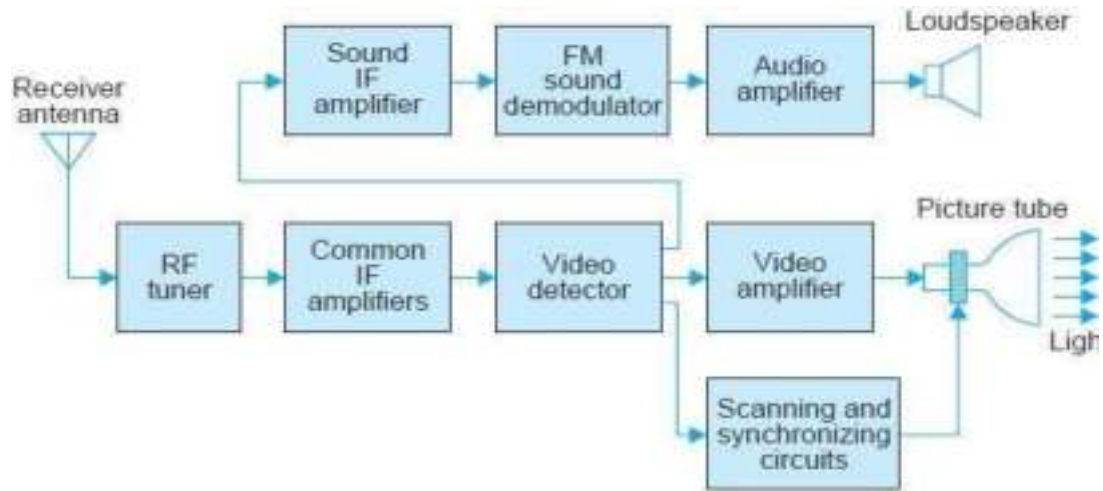 Loudspeaker
Sound
IF
amplifier
FM
sound
demodulator
Audio
amplifier
Receiver
antenna
Picture tube
RF
tuner
Common
IF
amplifiers
Video
detector
Video
amplifier
Ligh
Scanning and
synchronizing
circuits